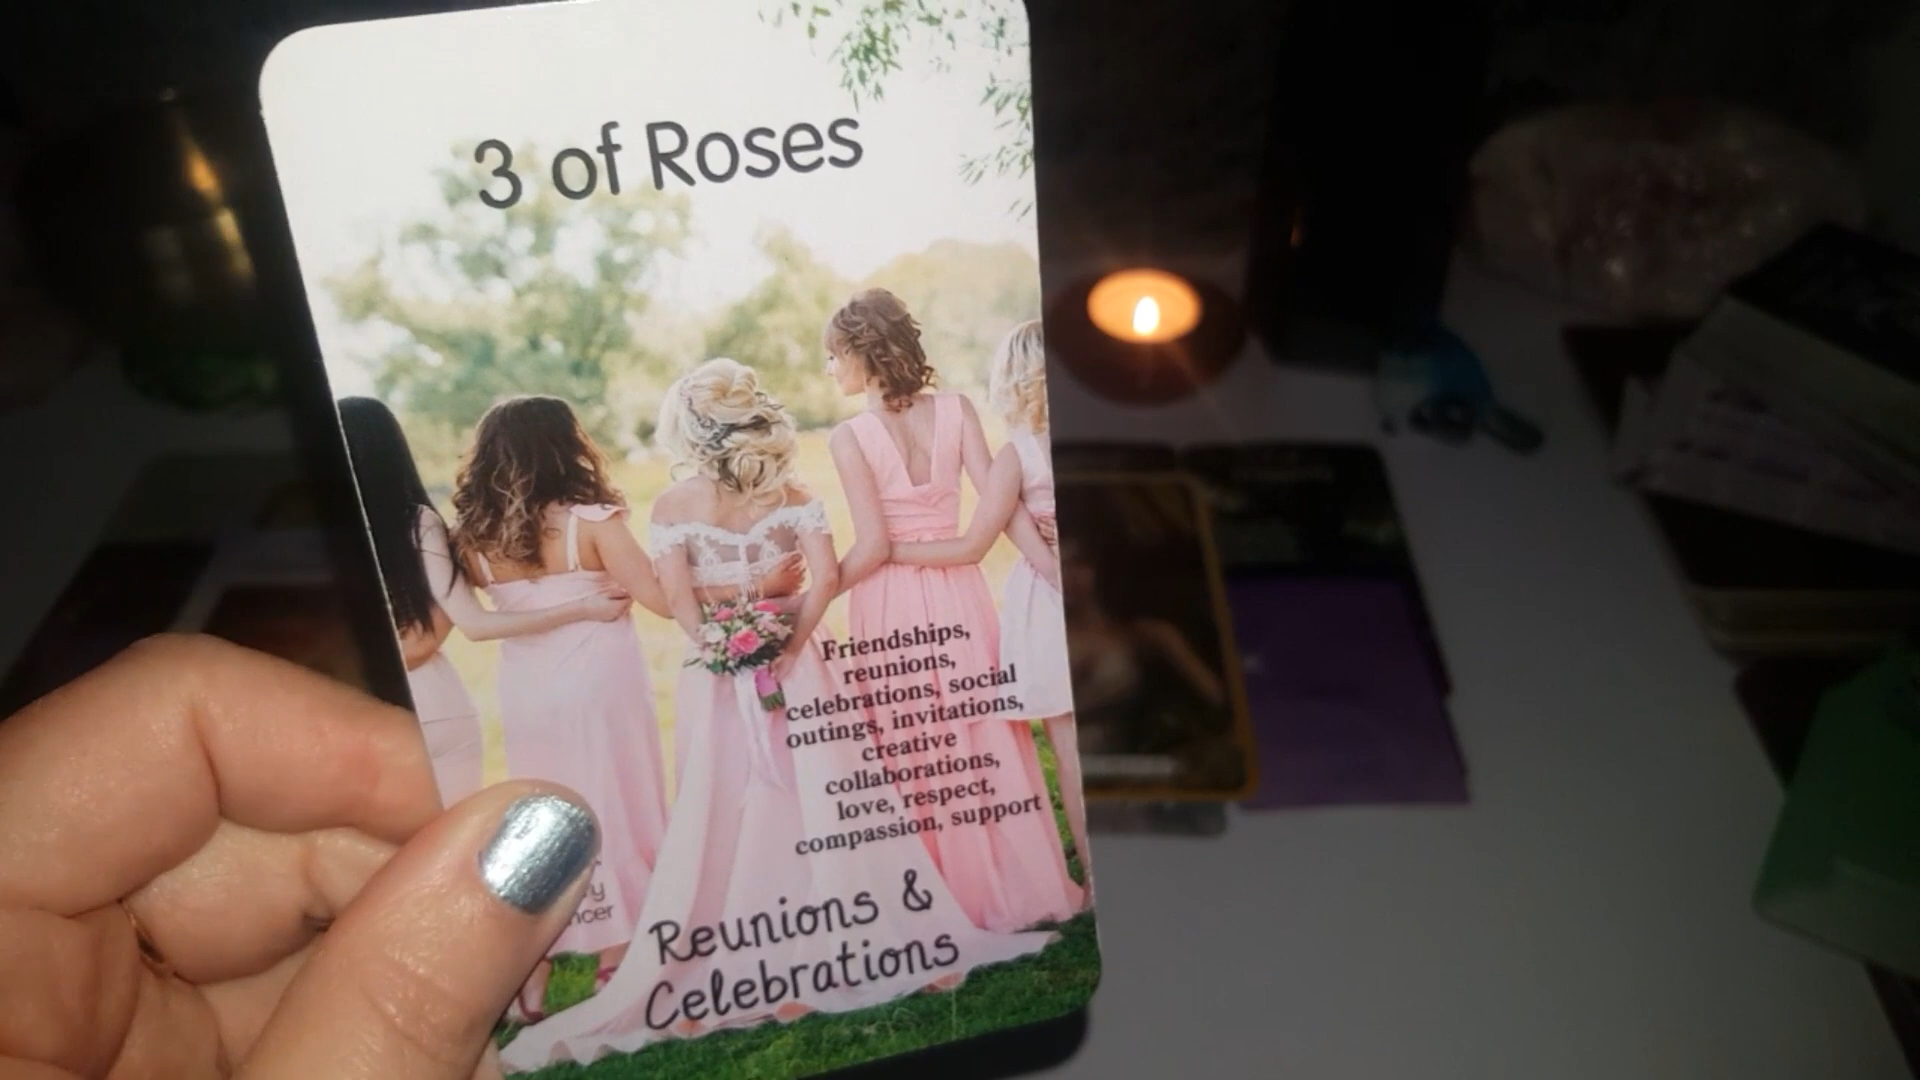 3 of Roses
Friendships,
reunions,
celebrations, social
outings, invitations,
creative
collaborations,
love, respect,
compassion, support
Reunions &
Celebrations